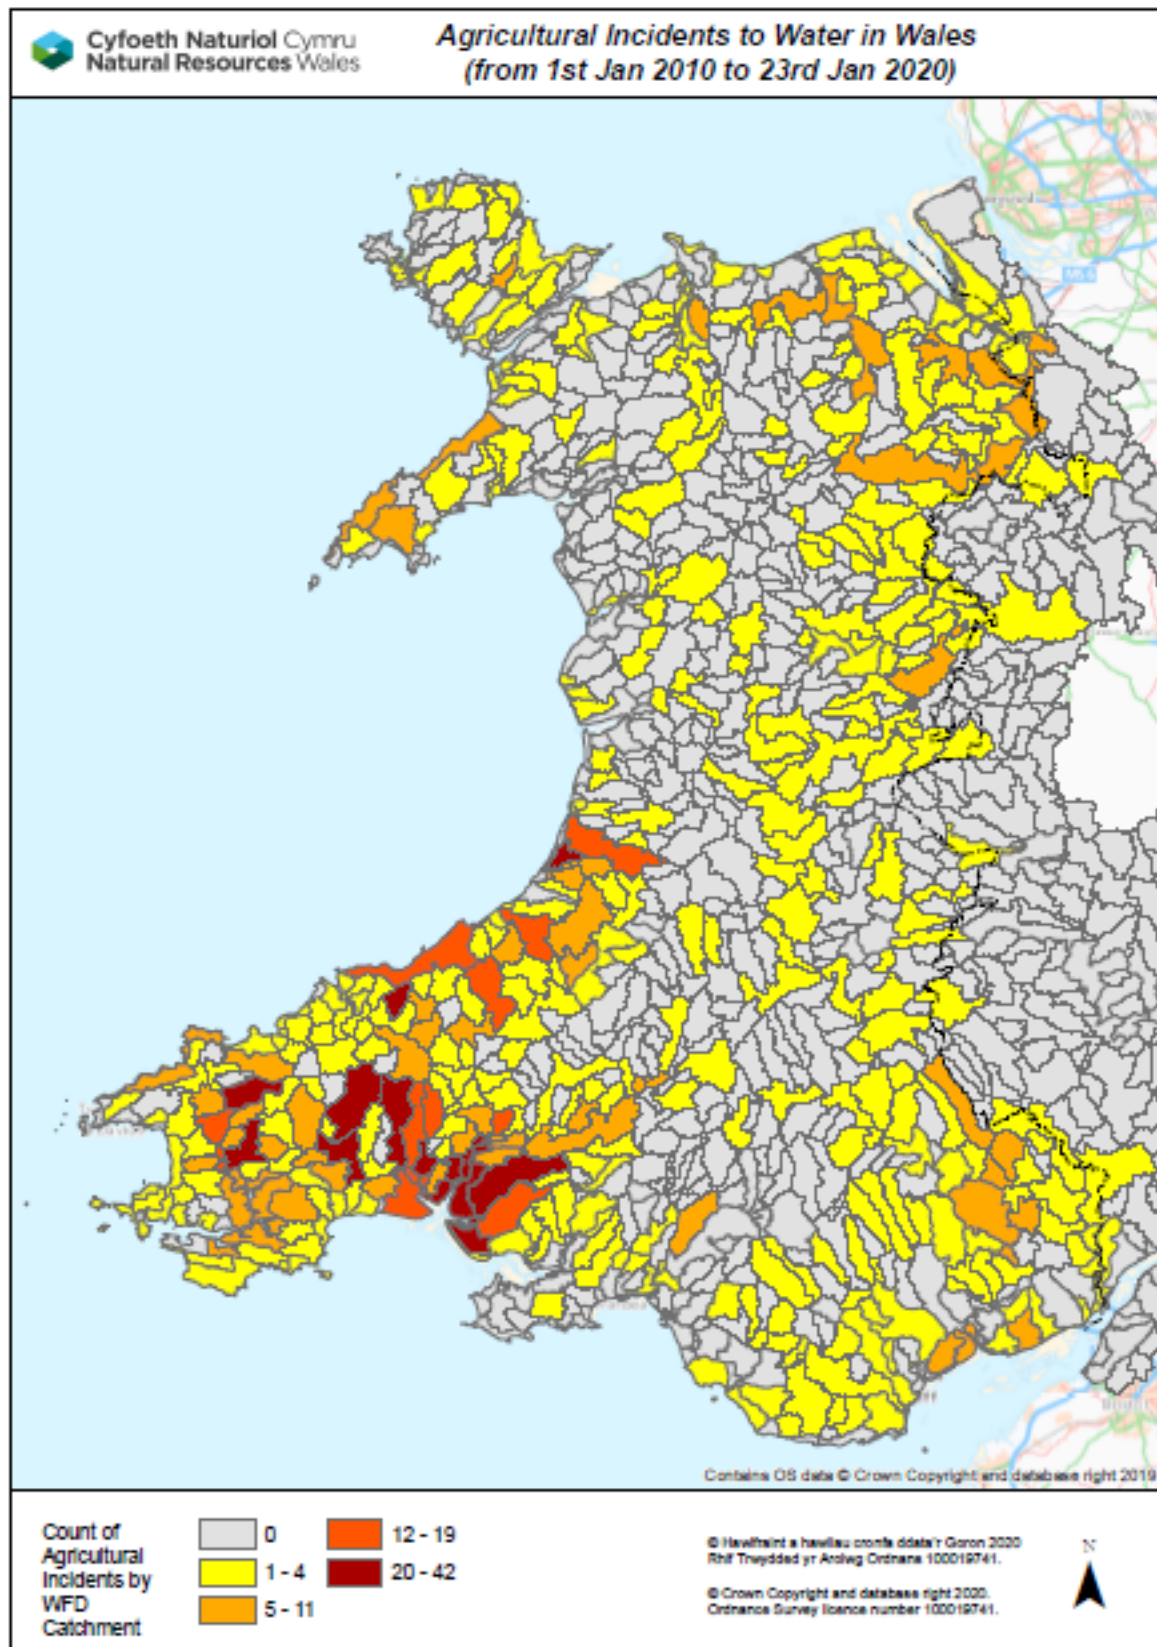 Cyfoeth Naturiol Cymru
Natural Resources Wales
Agricultural Incidents to Water in Wales
(from 1st Jan 2010 to 23rd Jan 2020)
Contains OS data © Crown Copyright and database right 2019
Count of
Agricultural
Incidents by
WFD
Catchment
0
1 - 4
5 - 11
12 - 19
20 - 42
© Hawlfraint a hawliau cronfa ddata'r Goron 2020
Rhif Trwydded yr Arolwg Ordnans 100019741.
© Crown Copyright and database right 2020.
Ordnance Survey licence number 100019741.
N